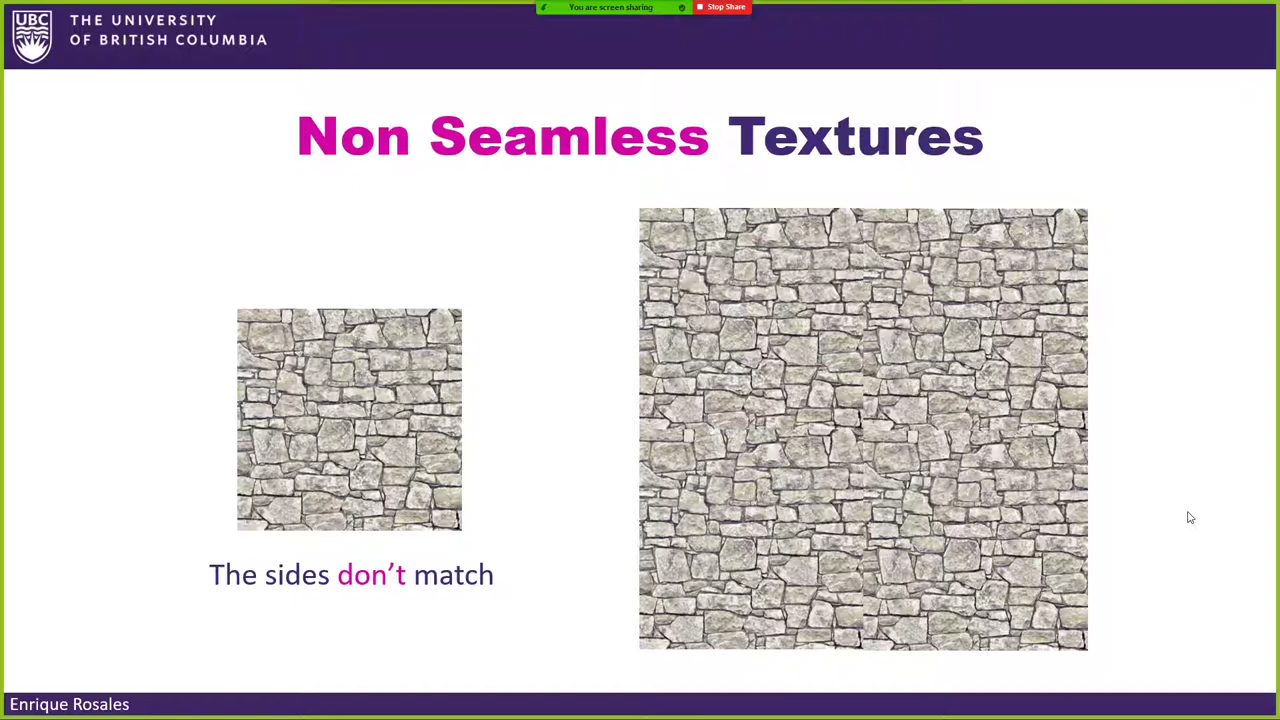 You are screen sharing
Stop Share
UBC
THE UNIVERSITY
OF BRITISH COLUMBIA
Non Seamless Textures
The sides don’t match
Enrique Rosales